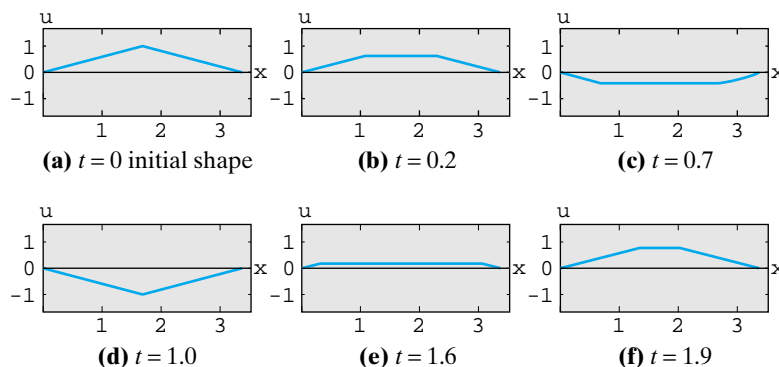 u u u
1 1 1
0 x 0 x 0 x
-1 -1 -1
1 2 3 1 2 3 1 2 3
(a) t = 0 initial shape (b) t = 0.2 (c) t = 0.7
u u u
1 1 1
0 x 0 x 0 x
-1 -1 -1
1 2 3 1 2 3 1 2 3
(d) t = 1.0 (e) t = 1.6 (f) t = 1.9